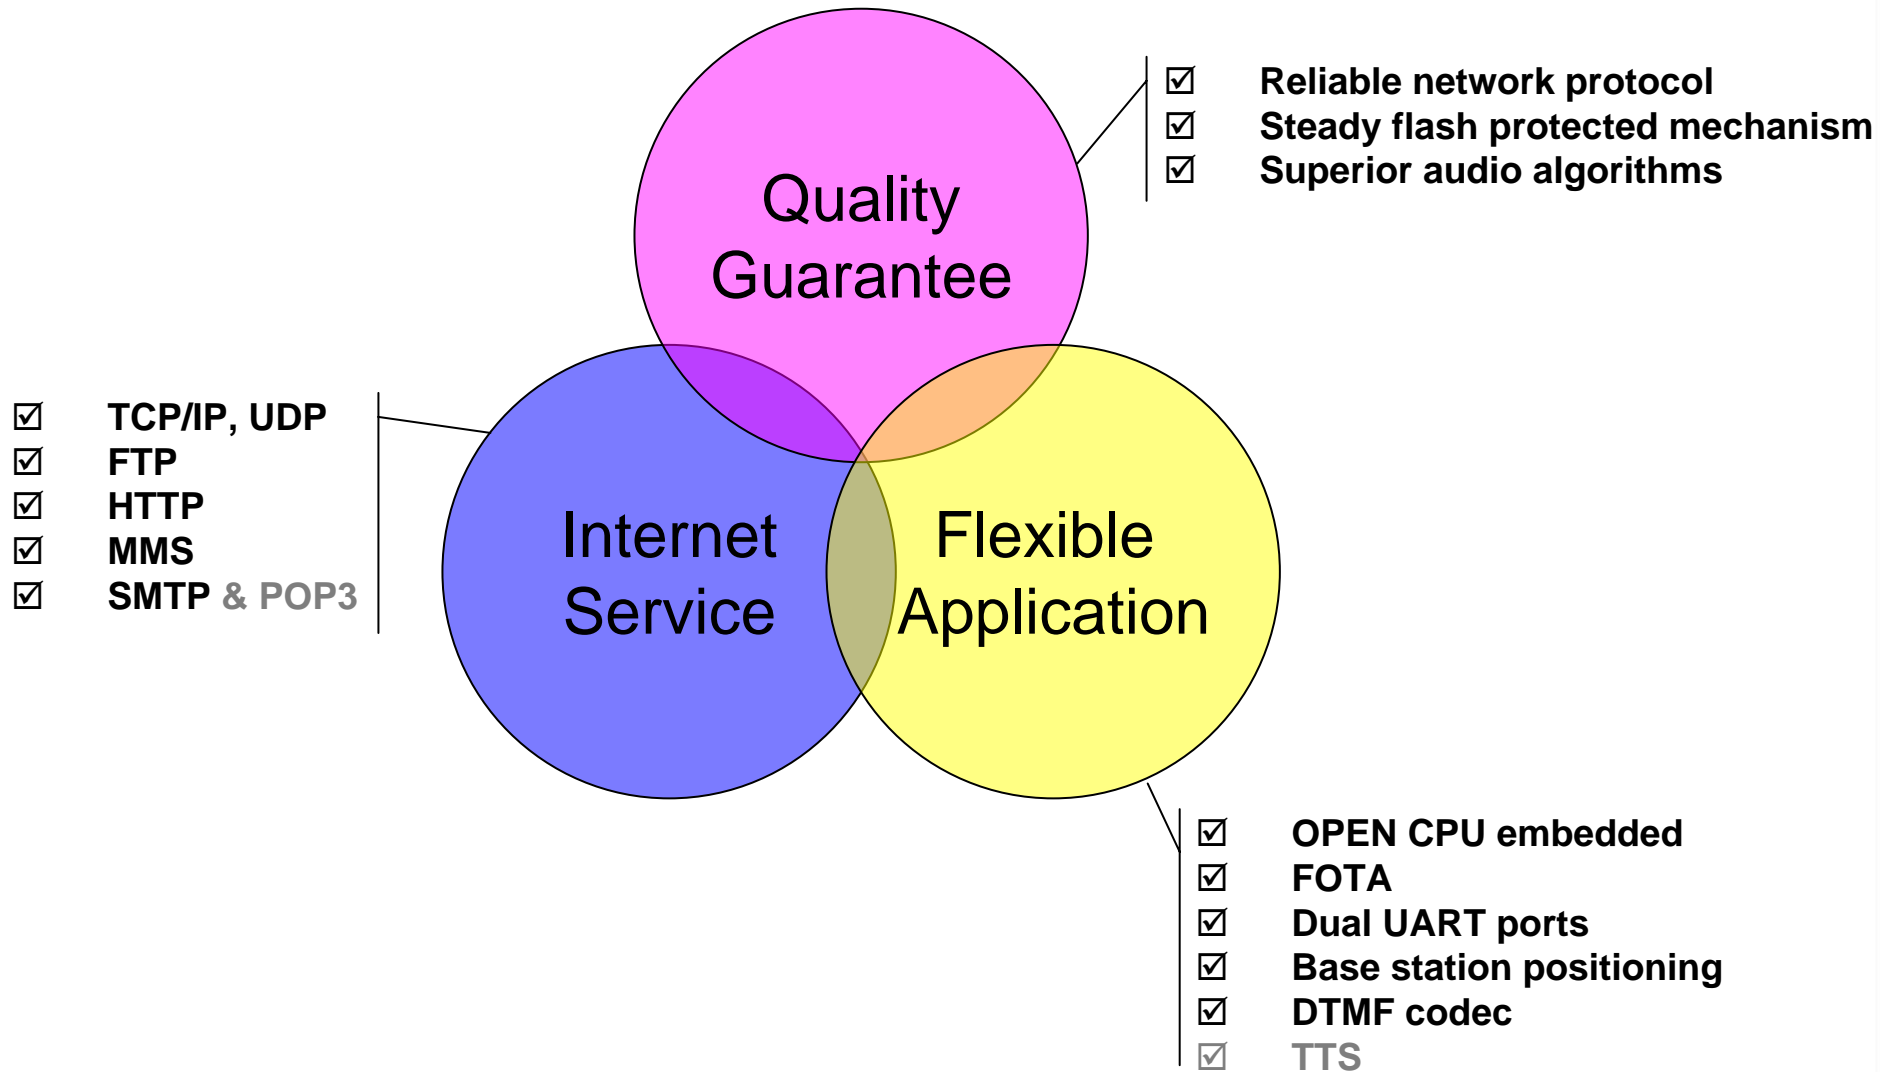 Quality
Guarantee
☑ Reliable network protocol
☑ Steady flash protected mechanism
☑ Superior audio algorithms
☑ TCP/IP, UDP
☑ FTP
☑ HTTP
☑ MMS
☑ SMTP & POP3
Internet
Service
Flexible
Application
☑ OPEN CPU embedded
☑ FOTA
☑ Dual UART ports
☑ Base station positioning
☑ DTMF codec
☑ TTS